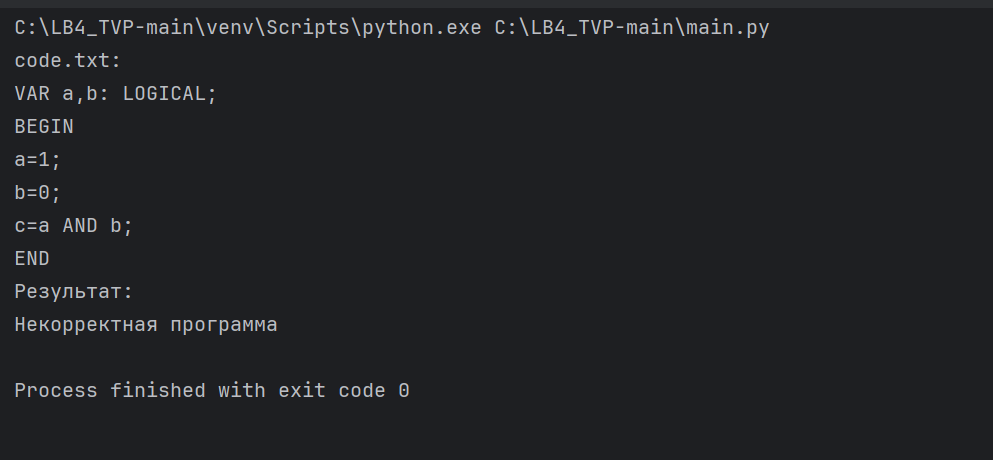 C:\LB4_TVP-main\venv\Scripts\python.exe C:\LB4_TVP-main\main.py
code.txt:
VAR a,b: LOGICAL;
BEGIN
a=1;
b=0;
c=a AND b;
END
Результат:
Некорректная программа
Process finished with exit code 0